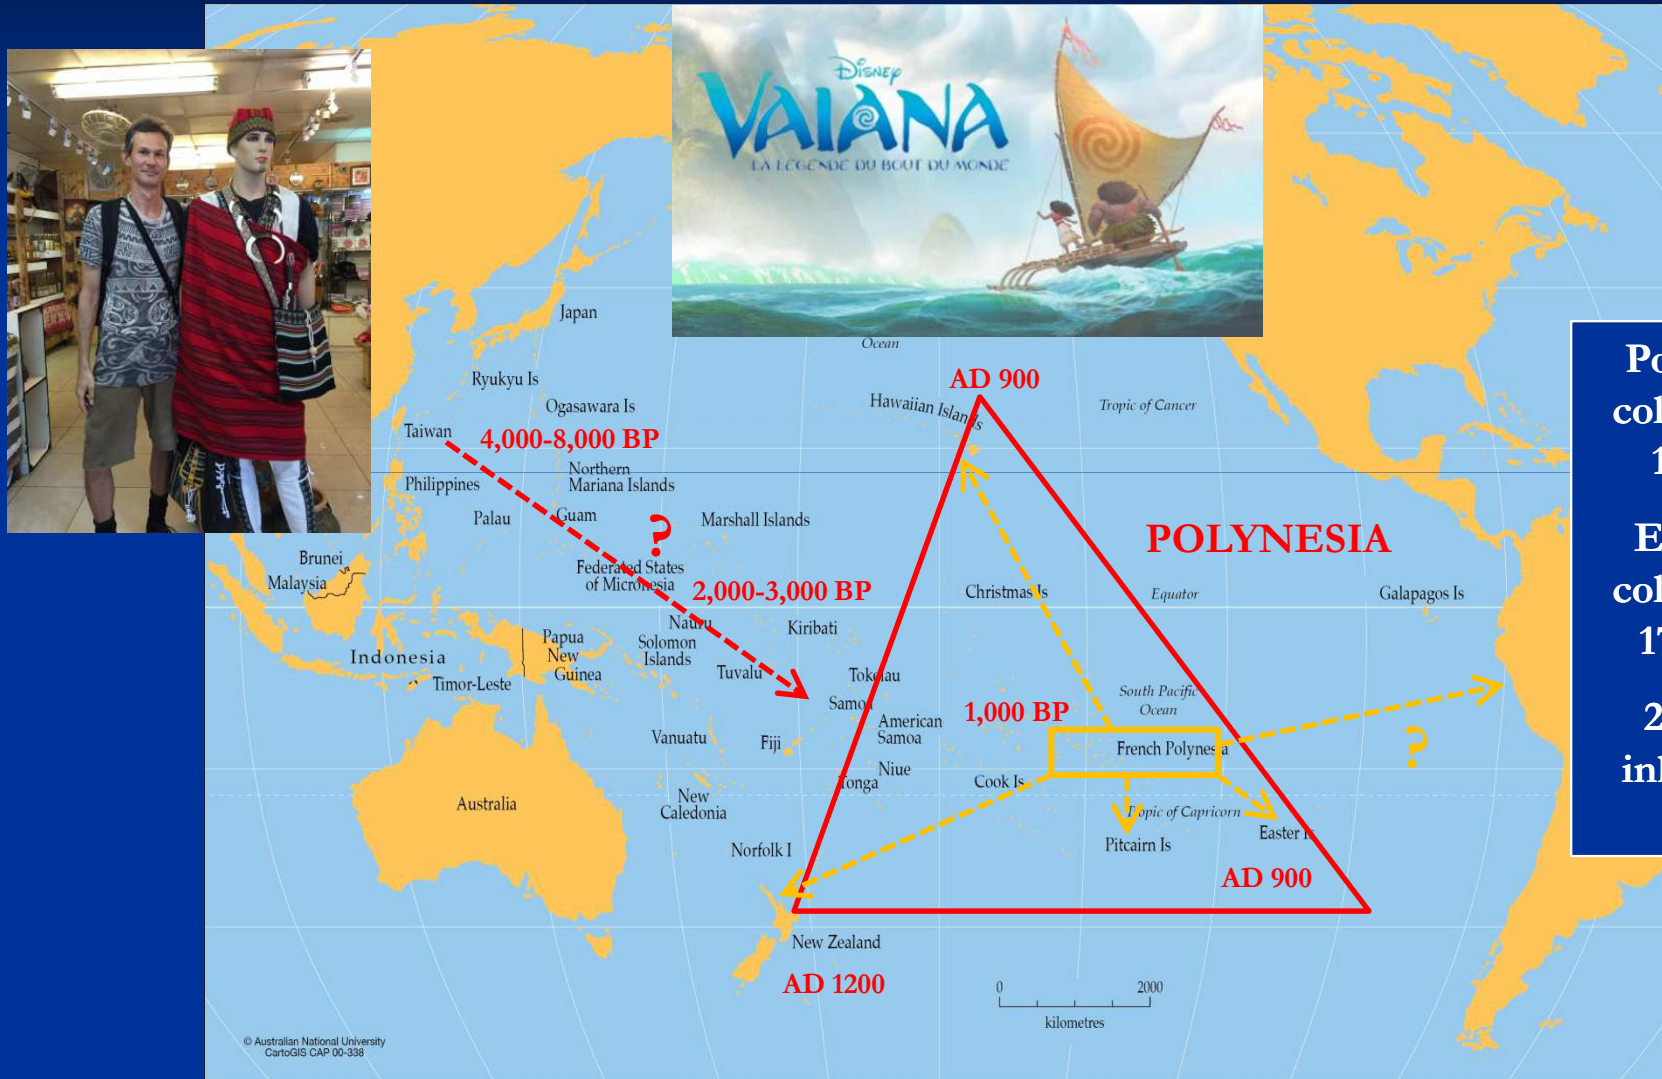 DISNEY
VAIANA
LA LEGENDE DU BOUT DU MONDE
Ocean
Japan
Ryukyu Is
Ogasawara Is
Taiwan
4,000-8,000 BP
AD 900
Hawaiian Islands
Tropic of Cancer
Philippines
Northern
Mariana Islands
Palau
Guam
?
Marshall Islands
POLYNESIA
Brunei
Malaysia
Federated States
of Micronesia
2,000-3,000 BP
Christmas Is
Equator
Galapagos Is
Nauru
Kiribati
Indonesia
Papua
New
Guinea
Solomon
Islands
Timor-Leste
Tuvalu
Tokelau
Samoa
American
Samoa
1,000 BP
South Pacific
Ocean
Vanuatu
Fiji
French Polynesia
?
Niue
Tonga
Cook Is
Australia
New
Caledonia
Tropic of Capricorn
Norfolk I
Pitcairn Is
Easter Is
AD 900
New Zealand
AD 1200
0 2000
kilometres
© Australian National University
CartoGIS CAP 00-338